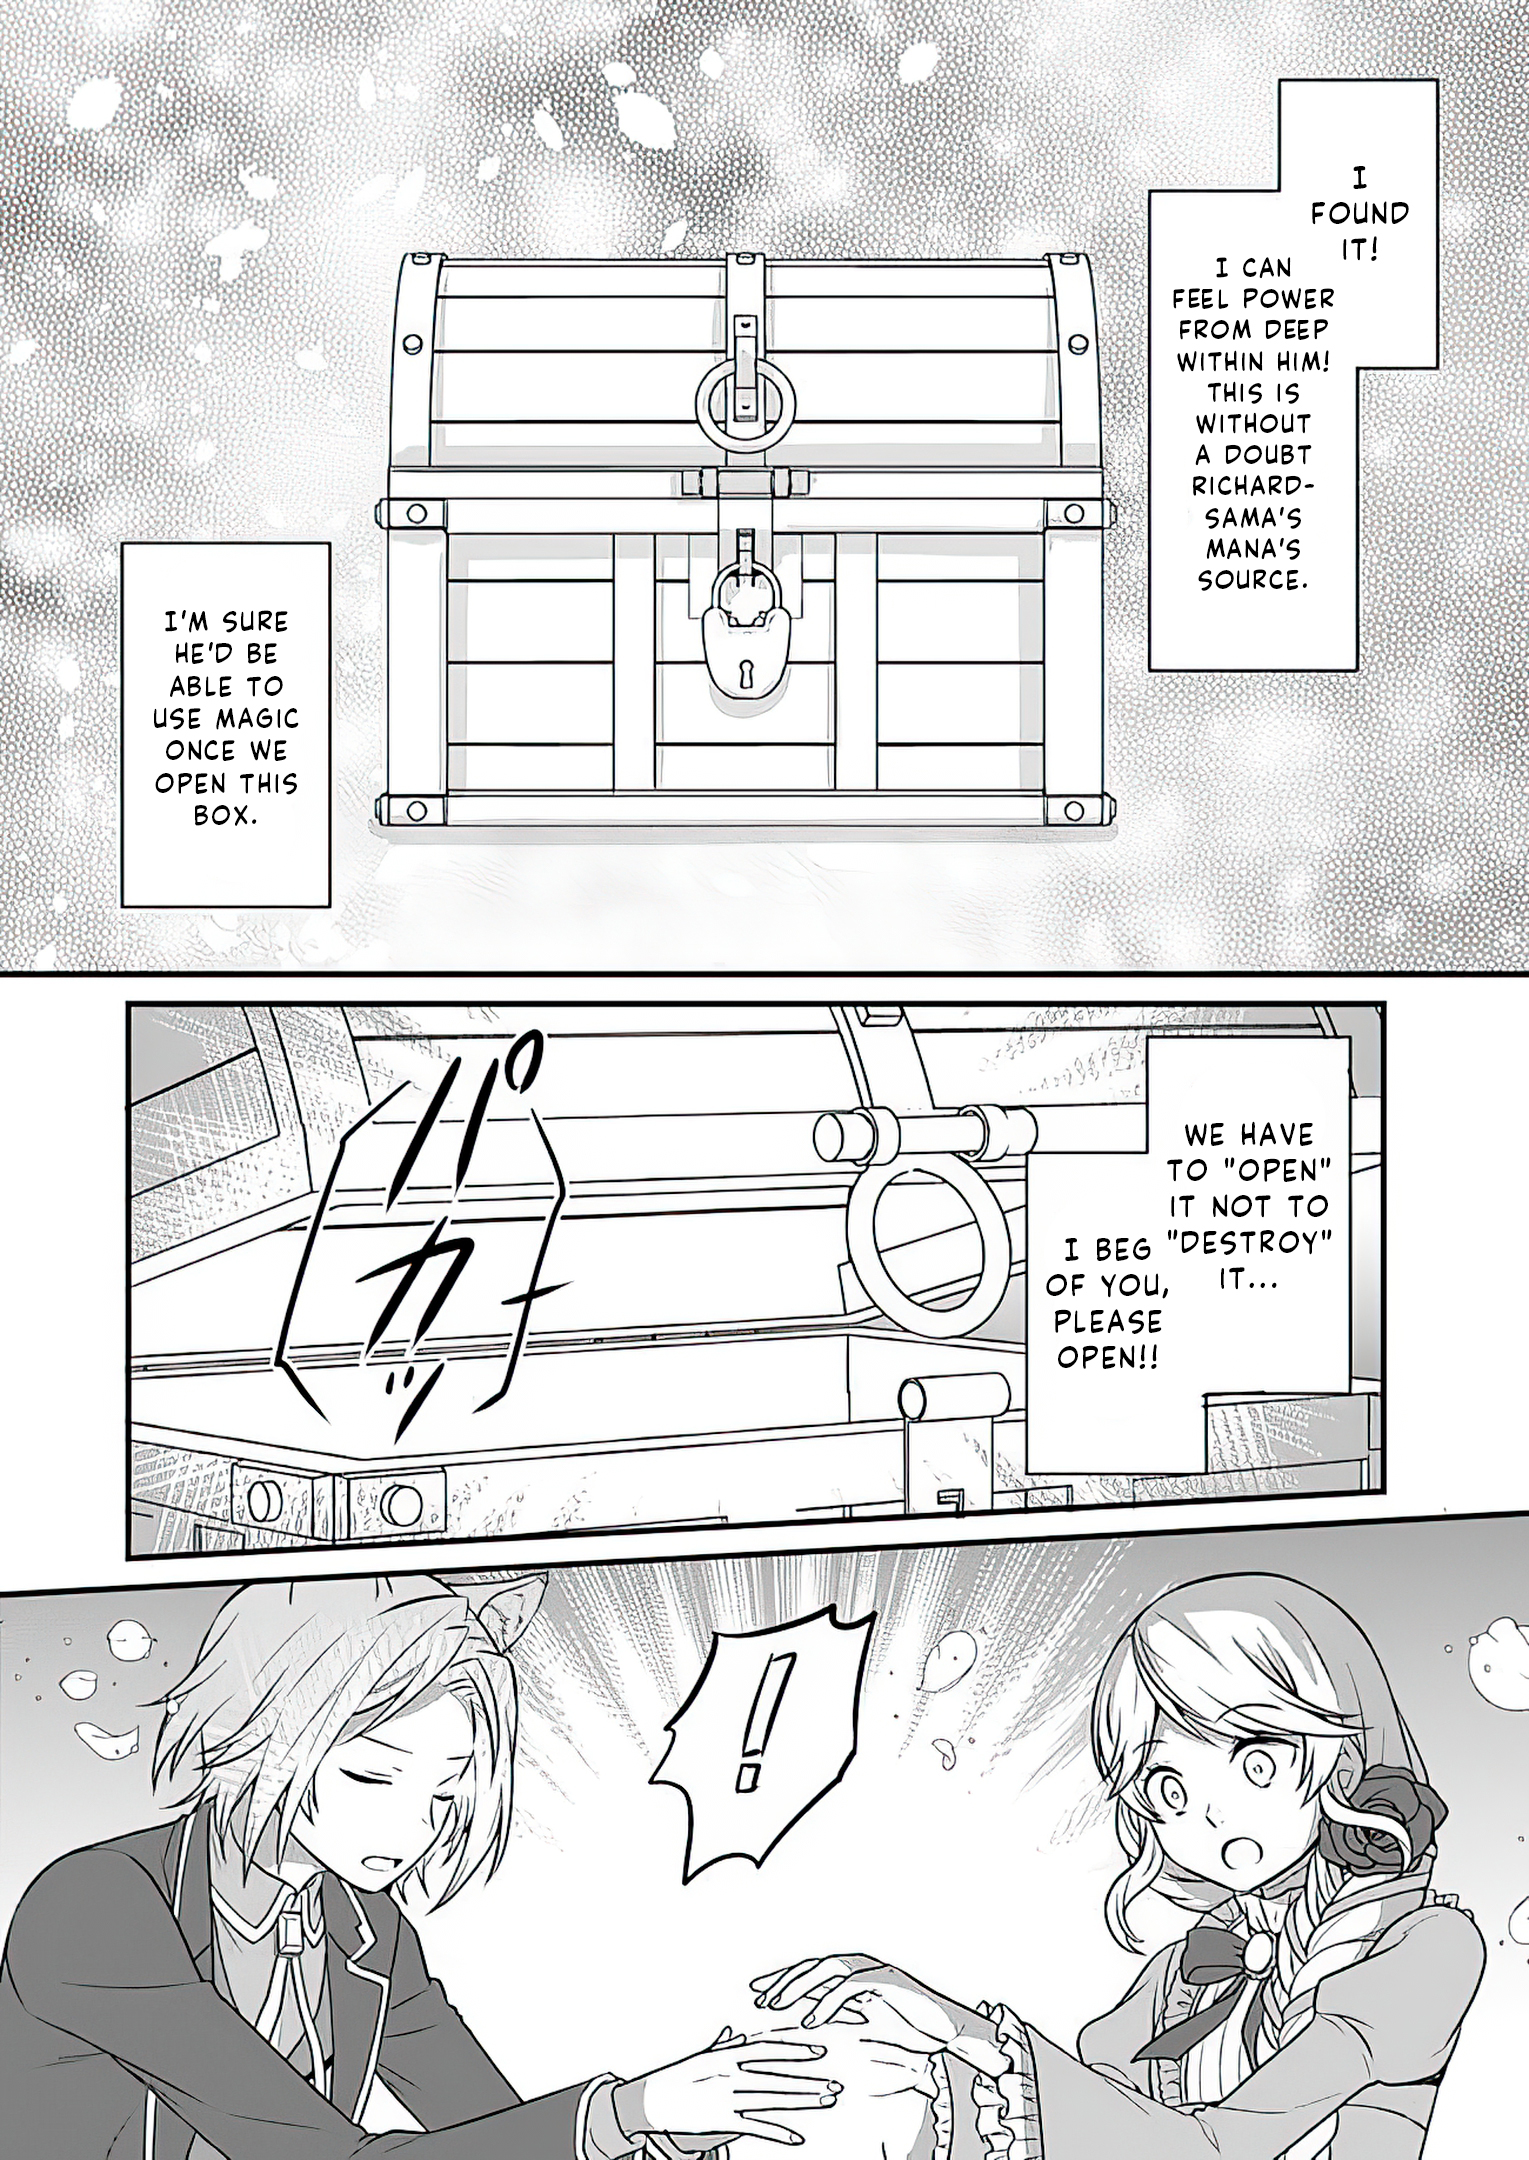 I
FOUND
IT!
I CAN
FEEL POWER
FROM DEEP
WITHIN HIM!
THIS IS
WITHOUT
A DOUBT
RICHARD-
SAMA'S
MANA'S
SOURCE.
I'M SURE
HE'D BE
ABLE TO
USE MAGIC
ONCE WE
OPEN THIS
BOX.
WE HAVE
TO "OPEN"
IT NOT TO
"DESTROY"
IT...
I BEG
OF YOU,
PLEASE
OPEN!!
パカッ
!